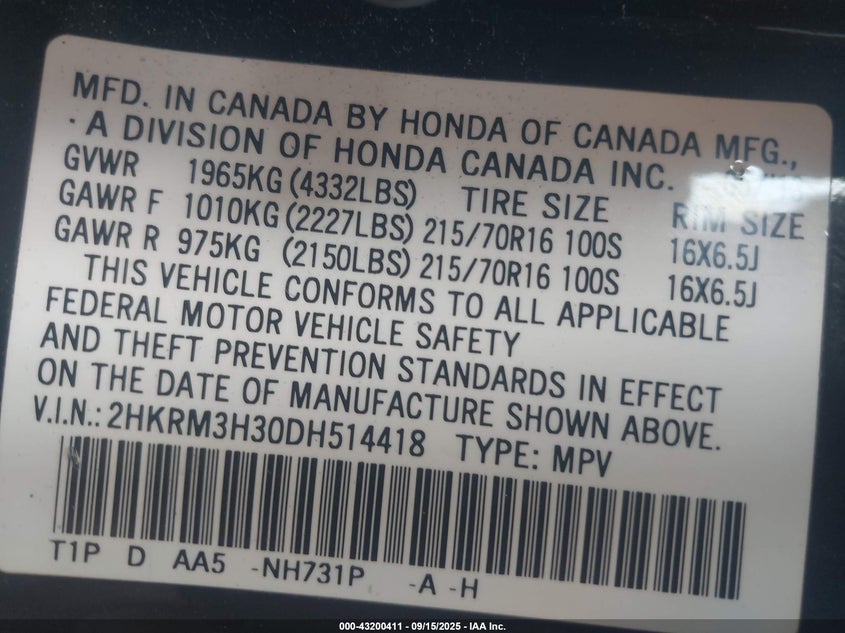 MFD. IN CANADA BY HONDA OF CANADA MFG.,
· A DIVISION OF HONDA CANADA INC.
GVWR 1965KG (4332LBS) TIRE SIZE RIM SIZE
GAWR F 1010KG (2227LBS) 215/70R16 100S 16X6.5J
GAWR R 975KG (2150LBS) 215/70R16 100S 16X6.5J
THIS VEHICLE CONFORMS TO ALL APPLICABLE
FEDERAL MOTOR VEHICLE SAFETY
AND THEFT PREVENTION STANDARDS IN EFFECT
ON THE DATE OF MANUFACTURE SHOWN ABOVE.
V.I.N.: 2HKRM3H30DH514418 TYPE: MPV
T1P D AA5 -NH731P -A -H
000-43200411 - 09/15/2025 - IAA Inc.